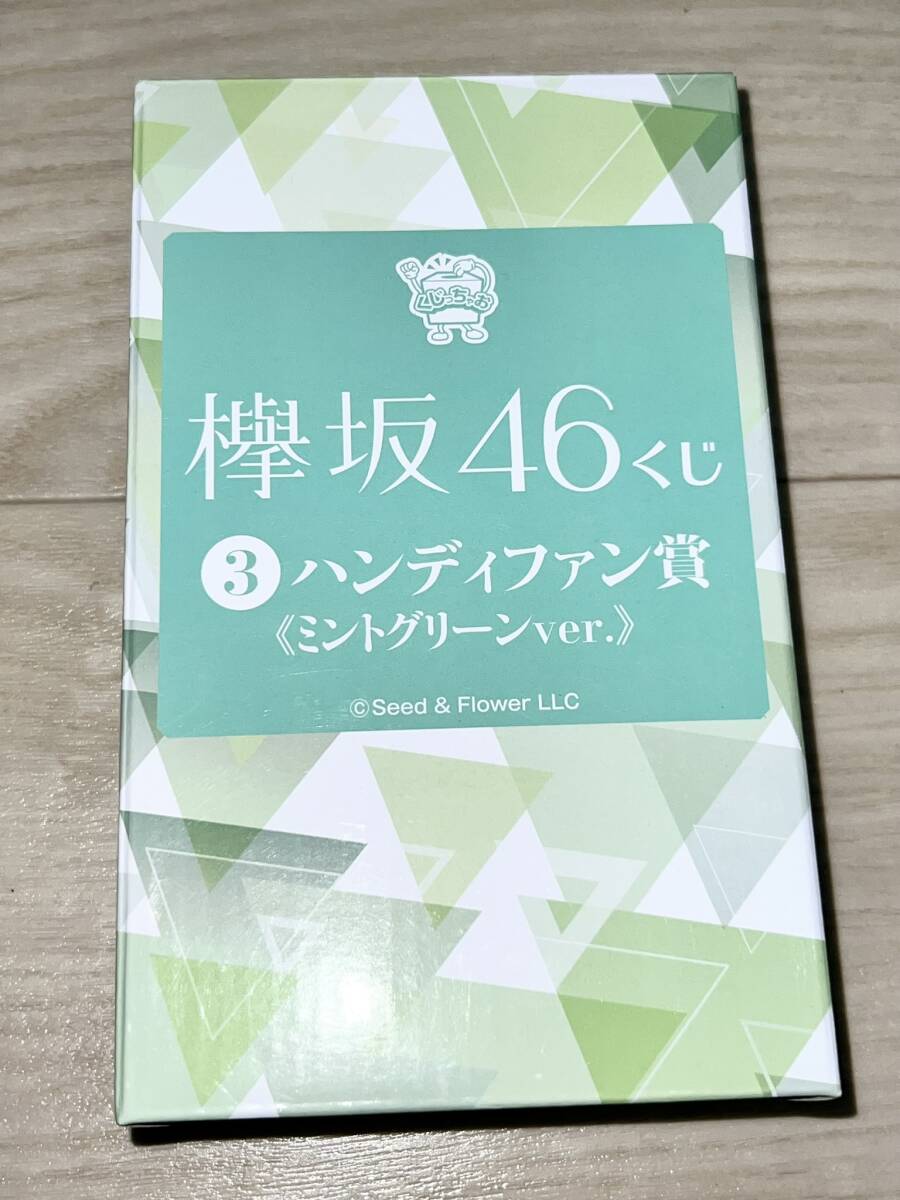 くじっちゃお
欅坂46くじ
③ハンディファン賞
《ミントグリーンver.》
©Seed & Flower LLC